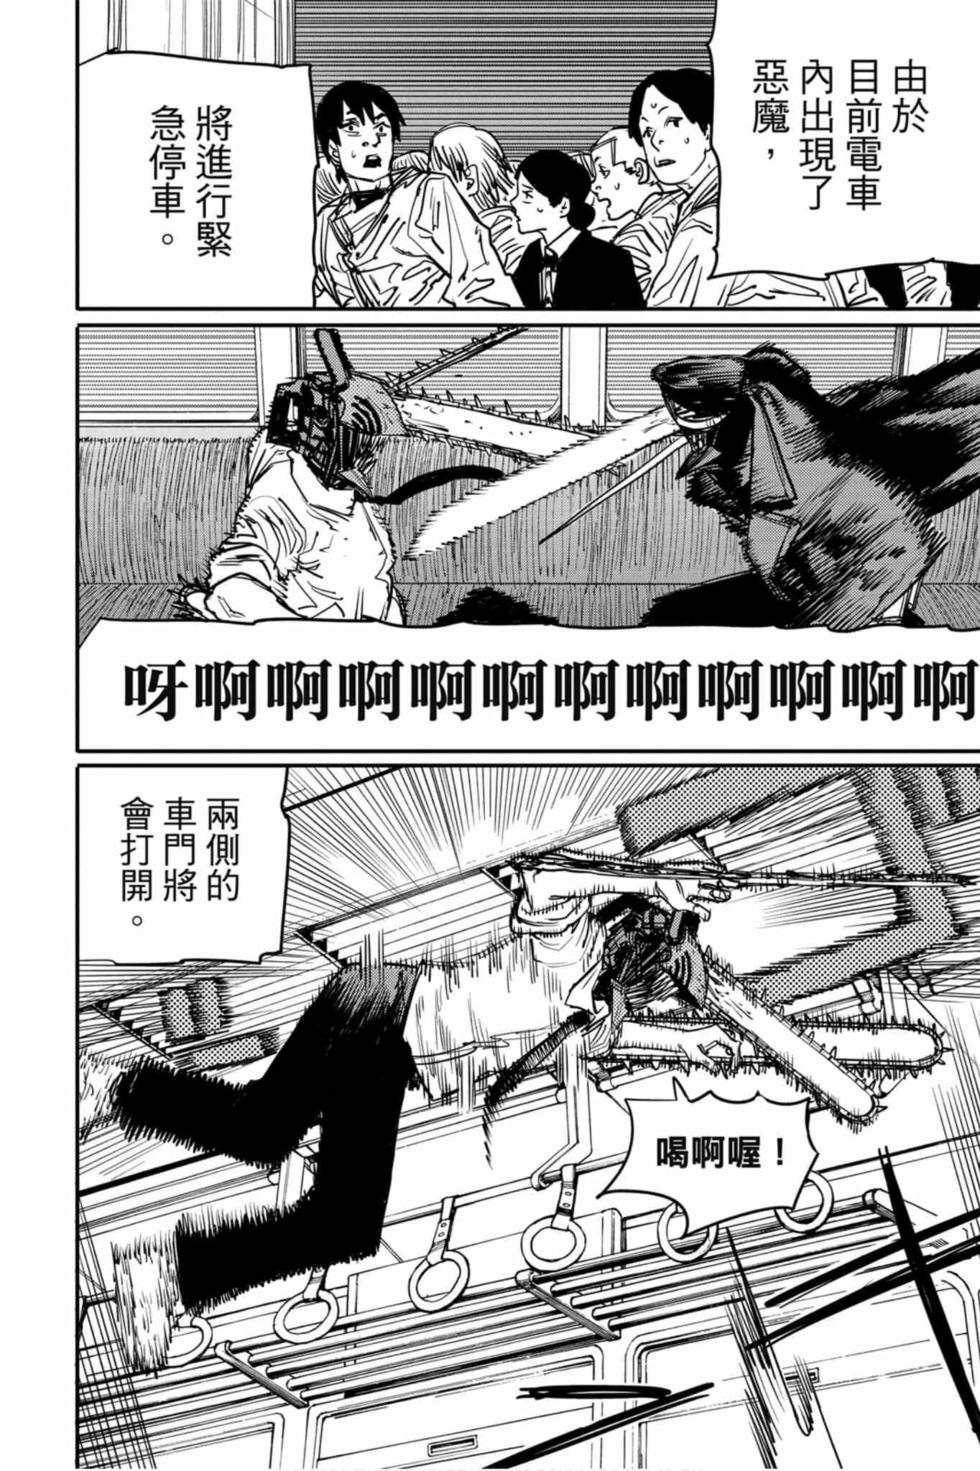 由於
目前電車
內出現了
惡魔，
將進行緊
急停車。
呀啊啊啊啊啊啊啊啊啊啊啊
兩側的
車門將
會打開。
喝啊喔！